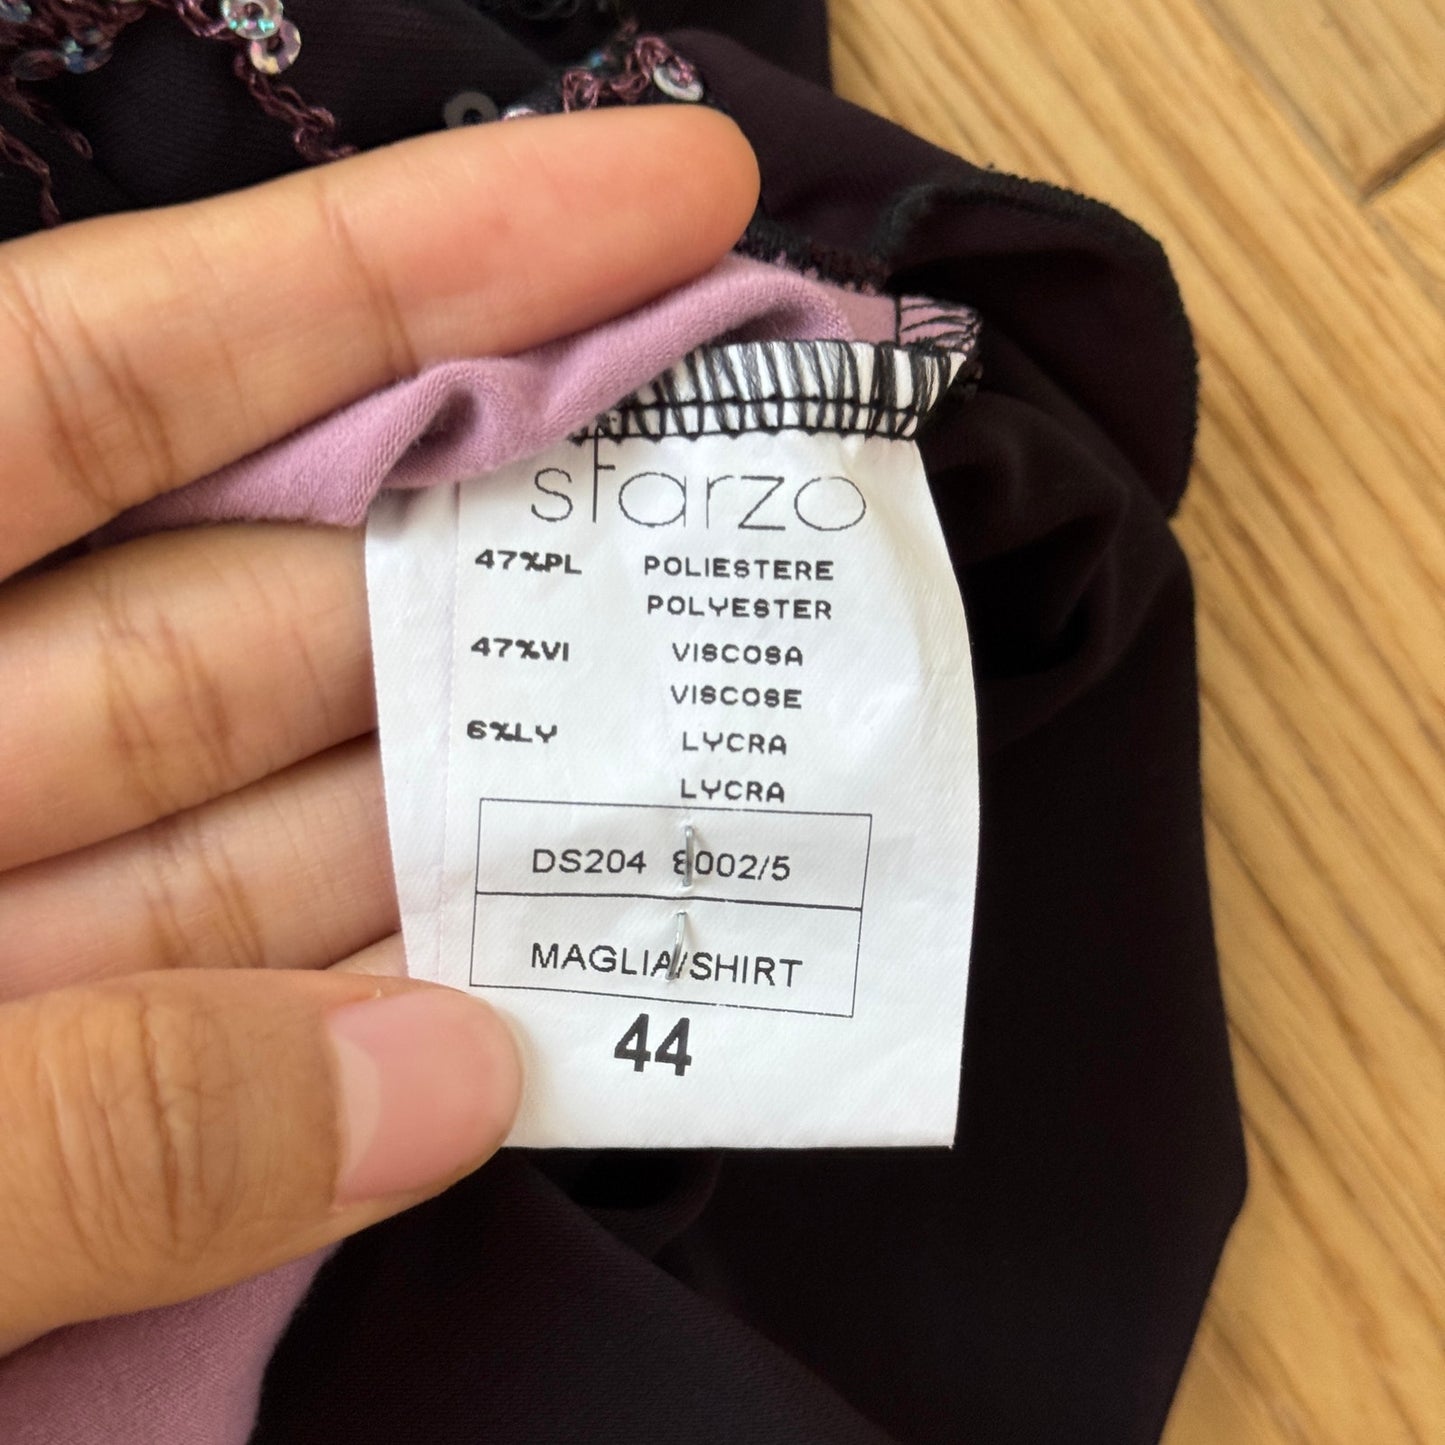 sfarzo
47%PL POLIESTERE
POLYESTER
47%VI VISCOSA
VISCOSE
6%LY LYCRA
LYCRA
DS204 8002/5
MAGLIA/SHIRT
44